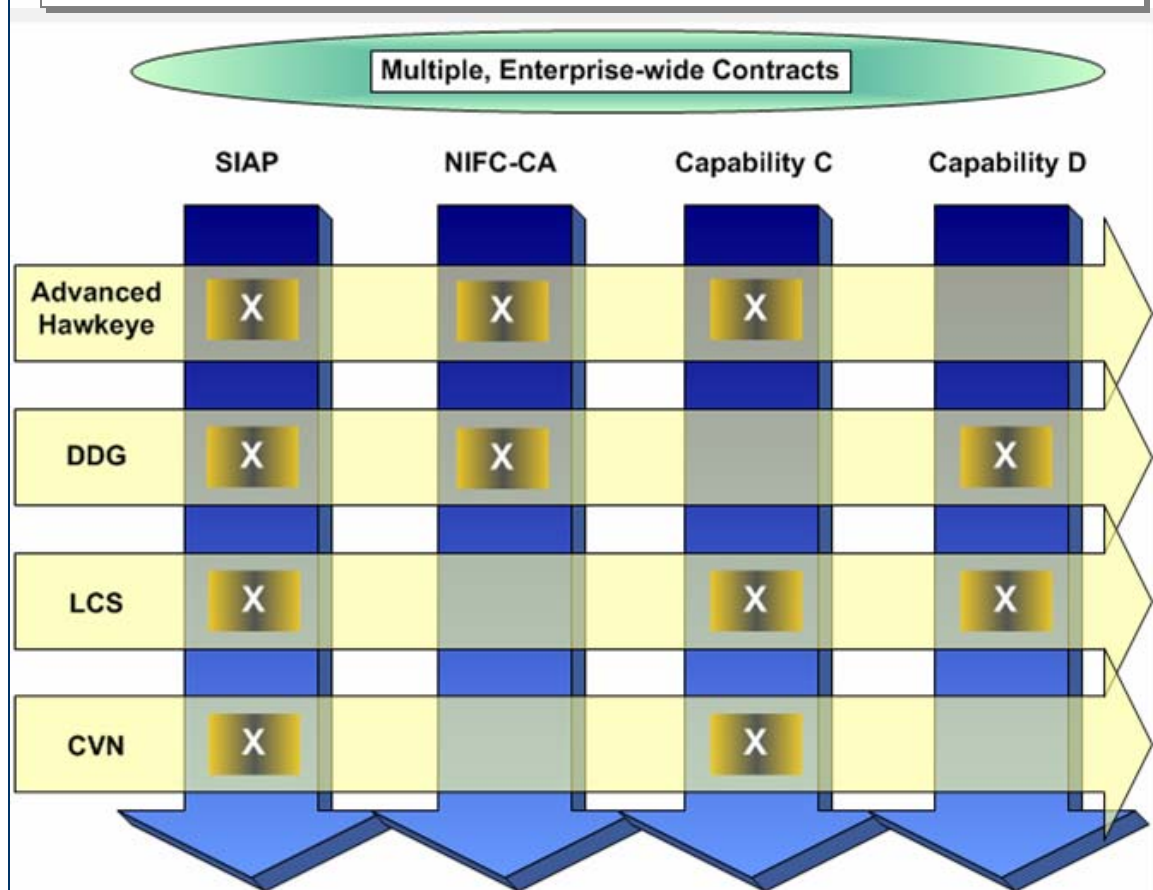 Multiple, Enterprise-wide Contracts
SIAP NIFC-CA Capability C Capability D
Advanced
Hawkeye
X X X
DDG X X X
LCS X X X
CVN X X